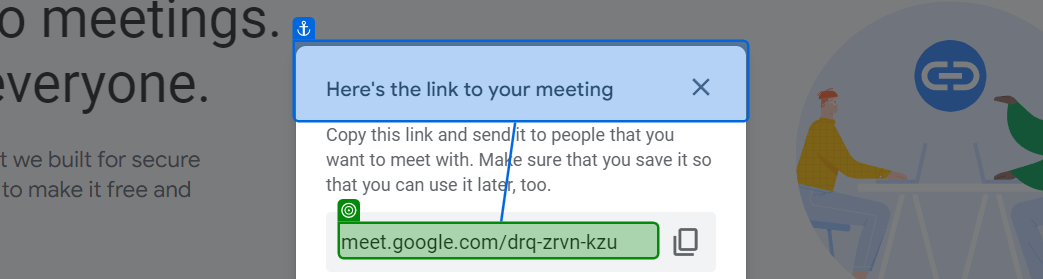 o meetings.
everyone.
t we built for secure
to make it free and
Here's the link to your meeting
Copy this link and send it to people that you
want to meet with. Make sure that you save it so
that you can use it later, too.
meet.google.com/drq-zrvn-kzu